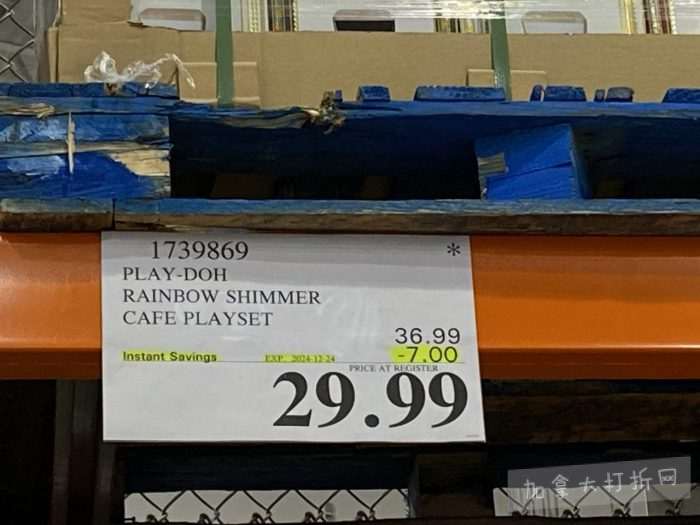 1739869 *
PLAY-DOH
RAINBOW SHIMMER
CAFE PLAYSET
36.99
Instant Savings EXP. 2024-12-24 -7.00
PRICE AT REGISTER
29.99
加拿大打折网